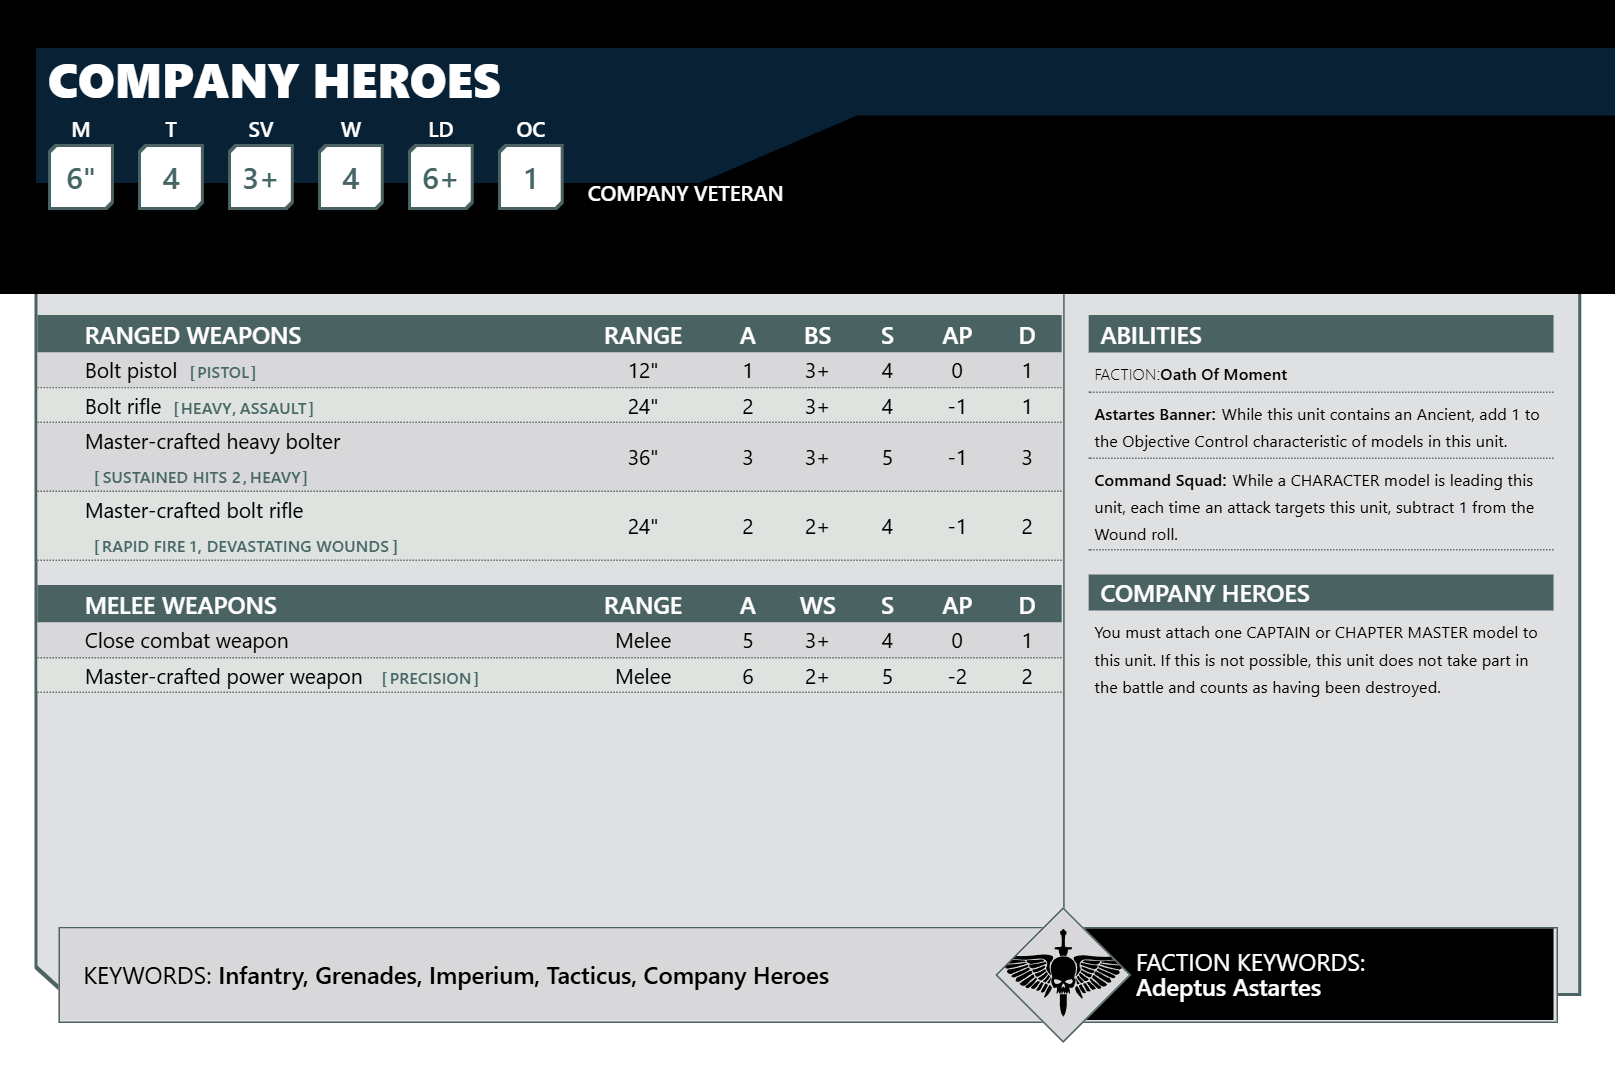 COMPANY HEROES
M T SV W LD OC
6" 4 3+ 4 6+ 1
COMPANY VETERAN
RANGED WEAPONS RANGE A BS S AP D
Bolt pistol [PISTOL] 12" 1 3+ 4 0 1
Bolt rifle [HEAVY, ASSAULT] 24" 2 3+ 4 -1 1
Master-crafted heavy bolter
[SUSTAINED HITS 2, HEAVY] 36" 3 3+ 5 -1 3
Master-crafted bolt rifle
[RAPID FIRE 1, DEVASTATING WOUNDS] 24" 2 2+ 4 -1 2
MELEE WEAPONS RANGE A WS S AP D
Close combat weapon Melee 5 3+ 4 0 1
Master-crafted power weapon [PRECISION] Melee 6 2+ 5 -2 2
ABILITIES
FACTION:Oath Of Moment
Astartes Banner: While this unit contains an Ancient, add 1 to
the Objective Control characteristic of models in this unit.
Command Squad: While a CHARACTER model is leading this
unit, each time an attack targets this unit, subtract 1 from the
Wound roll.
COMPANY HEROES
You must attach one CAPTAIN or CHAPTER MASTER model to
this unit. If this is not possible, this unit does not take part in
the battle and counts as having been destroyed.
KEYWORDS: Infantry, Grenades, Imperium, Tacticus, Company Heroes
FACTION KEYWORDS:
Adeptus Astartes